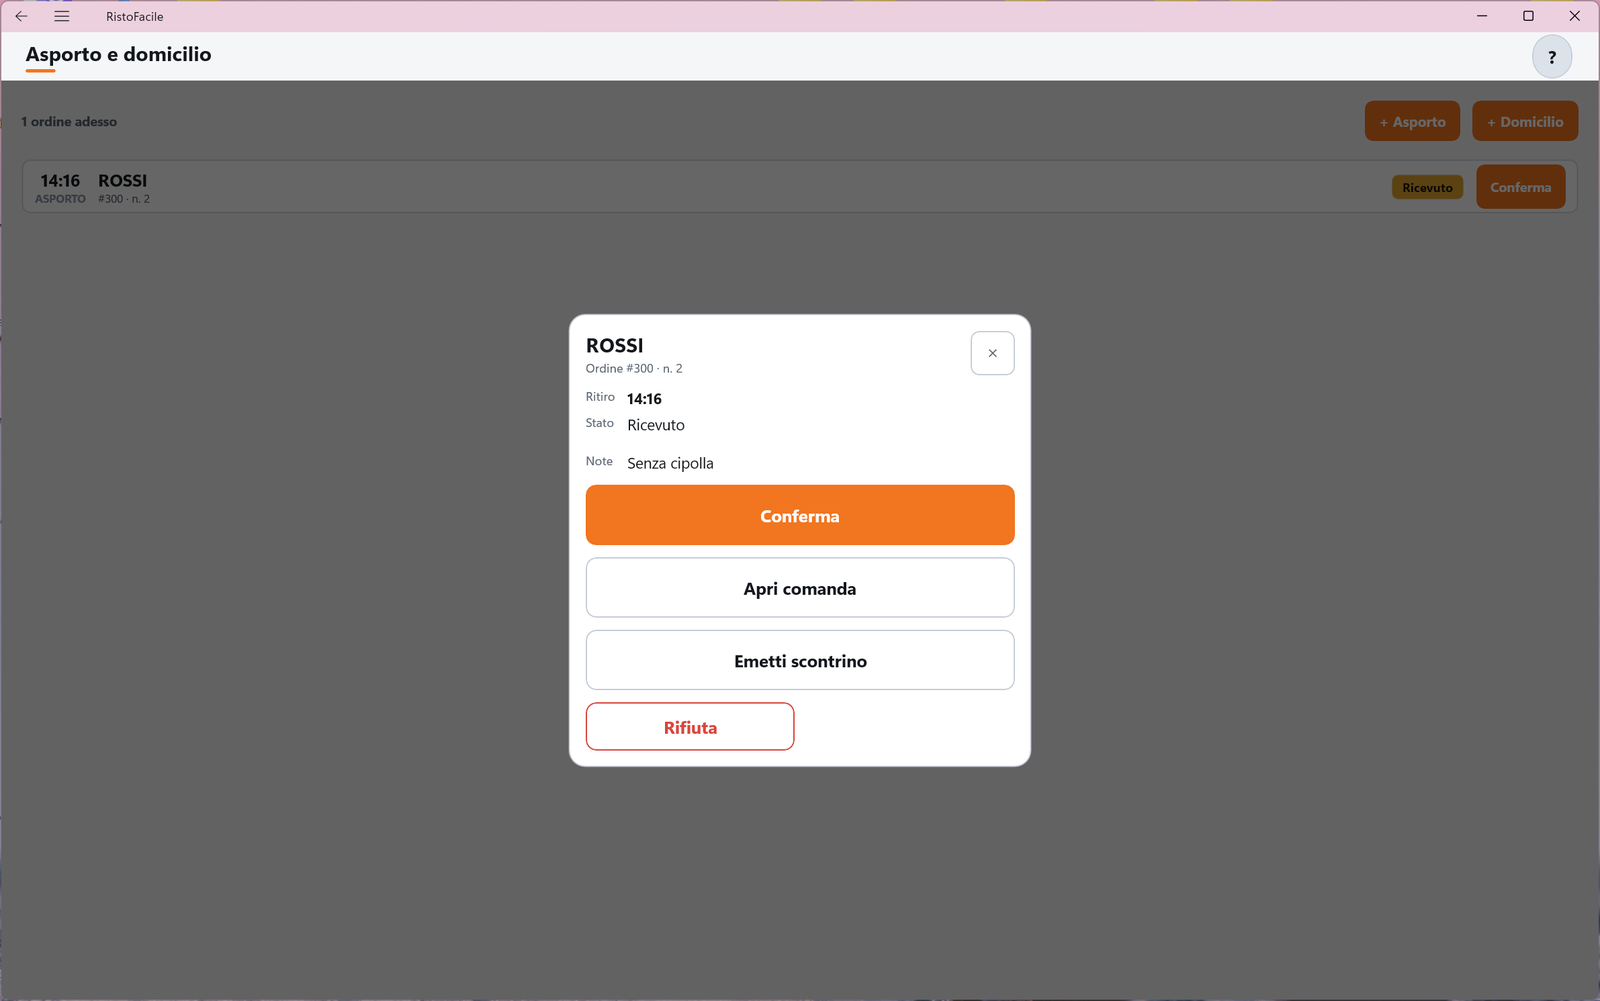 RistoFacile
Asporto e domicilio
?
1 ordine adesso
+ Asporto
+ Domicilio
14:16 ROSSI
ASPORTO #300 · n. 2
Ricevuto
Conferma
ROSSI
Ordine #300 · n. 2
Ritiro 14:16
Stato Ricevuto
Note Senza cipolla
Conferma
Apri comanda
Emetti scontrino
Rifiuta